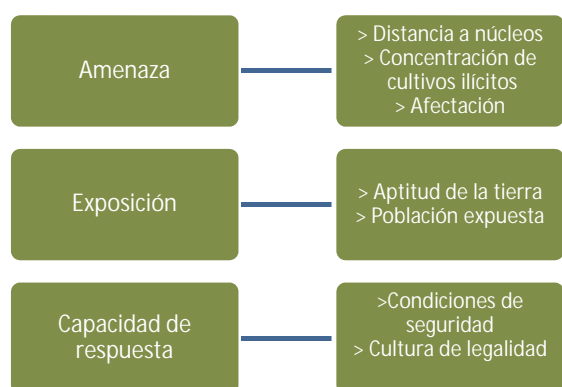 Amenaza
> Distancia a núcleos
> Concentración de
cultivos ilícitos
> Afectación
Exposición
> Aptitud de la tierra
> Población expuesta
Capacidad de
respuesta
>Condiciones de
seguridad
> Cultura de legalidad